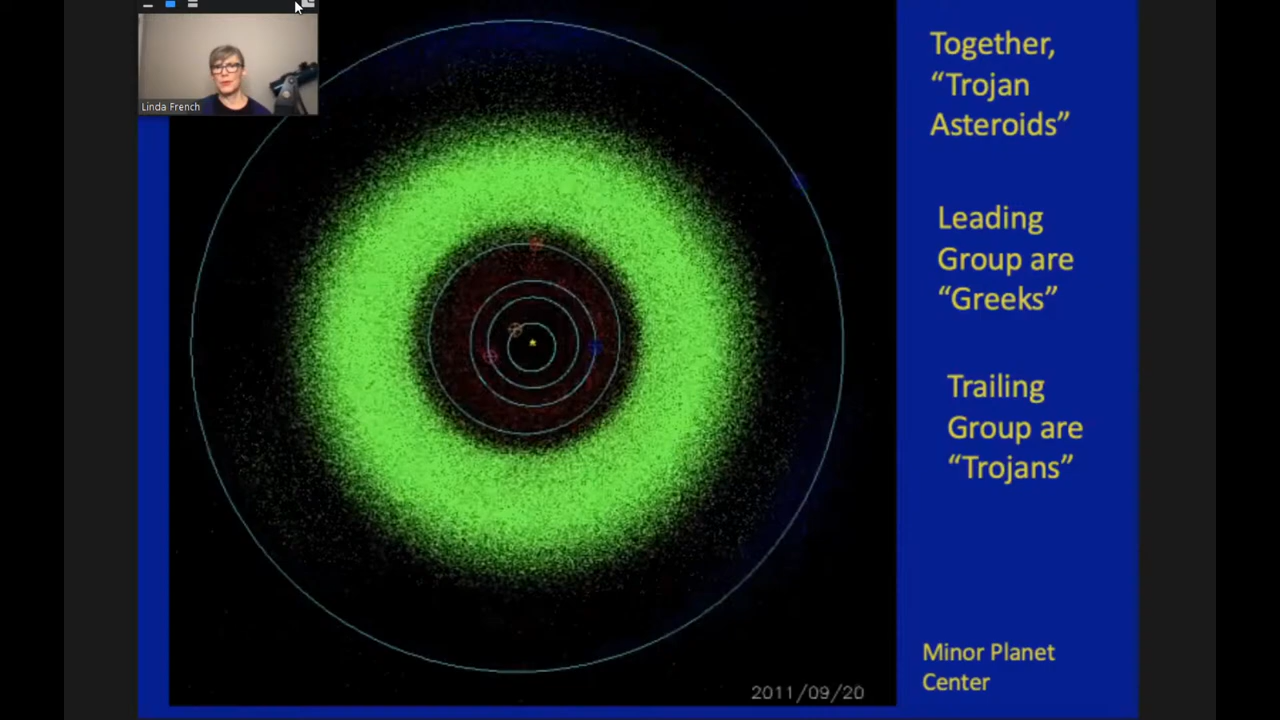 Linda French
Together,
“Trojan
Asteroids”
Leading
Group are
“Greeks”
Trailing
Group are
“Trojans”
Minor Planet
Center
2011/09/20